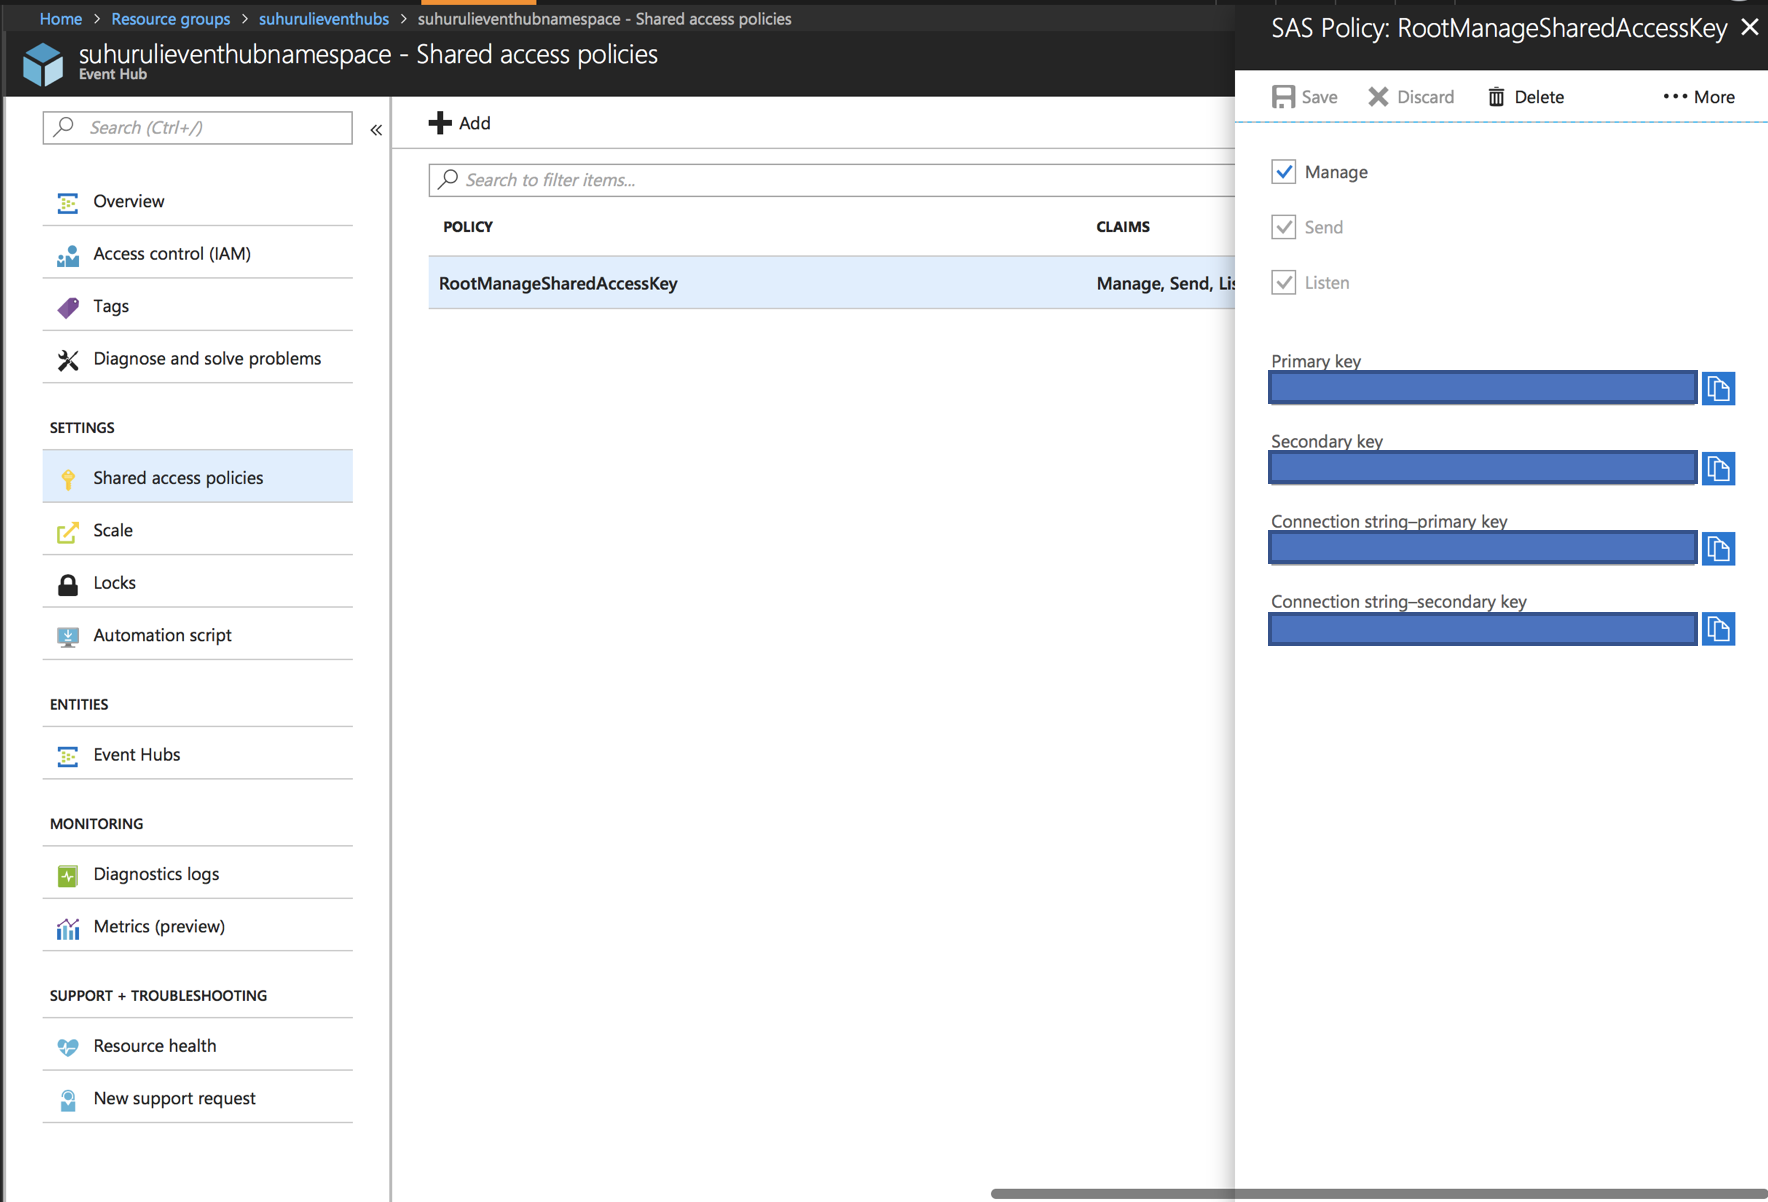 Home > Resource groups > suhurulieventhubs > suhurulieventhubnamespace - Shared access policies
suhurulieventhubnamespace - Shared access policies
Event Hub
Search (Ctrl+/)
«
Overview
Access control (IAM)
Tags
Diagnose and solve problems
SETTINGS
Shared access policies
Scale
Locks
Automation script
ENTITIES
Event Hubs
MONITORING
Diagnostics logs
Metrics (preview)
SUPPORT + TROUBLESHOOTING
Resource health
New support request
Add
Search to filter items...
POLICY CLAIMS
RootManageSharedAccessKey Manage, Send, Lis
SAS Policy: RootManageSharedAccessKey
Save Discard Delete ••• More
Manage
Send
Listen
Primary key
Secondary key
Connection string–primary key
Connection string–secondary key